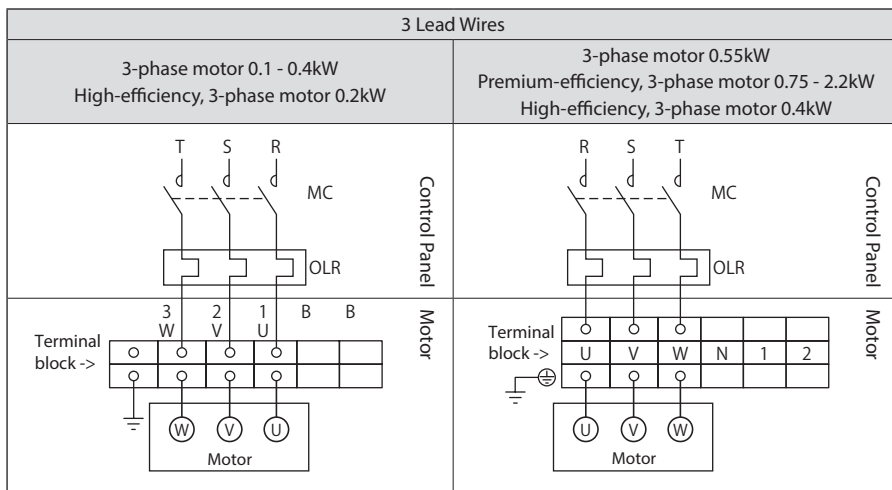 3 Lead Wires
3-phase motor 0.1 - 0.4kW
High-efficiency, 3-phase motor 0.2kW
3-phase motor 0.55kW
Premium-efficiency, 3-phase motor 0.75 - 2.2kW
High-efficiency, 3-phase motor 0.4kW
T S R
MC
OLR
Control Panel
3 2 1 B B
W V U
Terminal
block ->
Motor
W V U
Motor
R S T
MC
OLR
Control Panel
Terminal
block ->
U V W N 1 2
Motor
U V W
Motor